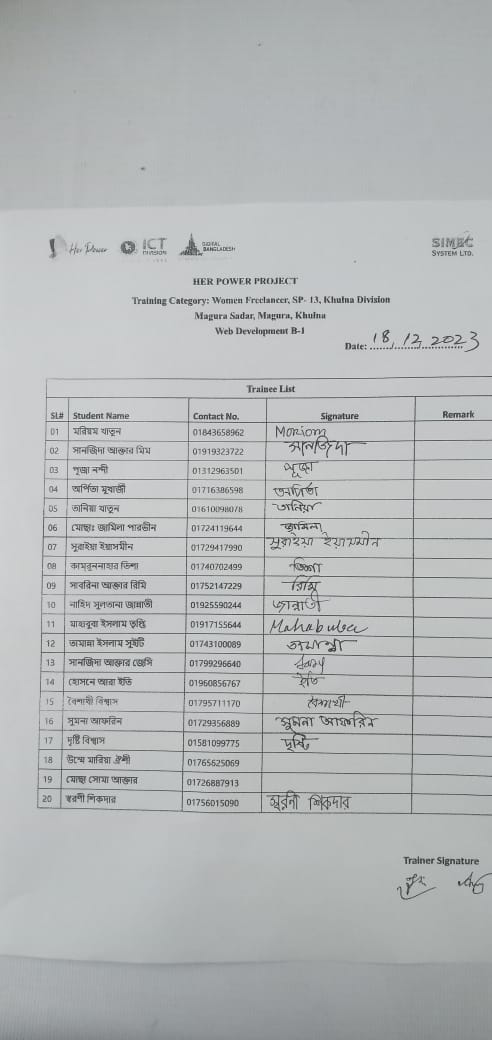 Her Power
ICT DIVISION
DIGITAL BANGLADESH
SIMEC SYSTEM LTD.
HER POWER PROJECT
Training Category: Women Freelancer, SP- 13, Khulna Division
Magura Sadar, Magura, Khulna
Web Development B-1
Date: 18, 12, 2023
Trainee List
SL# Student Name Contact No. Signature Remark
01 মরিয়ম খাতুন 01843658962 Moriom
02 সানজিদা আক্তার মিম 01919323722 সানজিদা
03 পূজা নন্দী 01312963501 পূজা
04 অর্পিতা মুখার্জী 01716386598 অর্পিতা
05 তানিয়া খাতুন 01610098078 তানিয়া
06 মোছাঃ জামিলা পারভীন 01724119644 জামিলা
07 সুরাইয়া ইয়াসমীন 01729417990 সুরাইয়া ইয়াসমীন
08 কামরুননাহার তিশা 01740702499 তিশা
09 সাবরিনা আক্তার রিমি 01752147229 রিমি
10 নাহিদ সুলতানা জান্নাতী 01925590244 জান্নাতী
11 মাহাবুবা ইসলাম তৃপ্তি 01917155644
12 তামান্না ইসলাম সুইটি 01743100089 তামান্না
13 সানজিদা আক্তার জেসি 01799296640
14 হোসনে আরা ইতি 01960856767 ইতি
15 বৈশাখী বিশ্বাস 01795711170 বৈশাখী
16 সুমনা আফরিন 01729356889 সুমনা আফরিন
17 দৃষ্টি বিশ্বাস 01581099775 দৃষ্টি
18 উম্মে মারিয়া ঐশী 01765625069
19 মোছা সোমা আক্তার 01726887913
20 স্বরণী শিকদার 01756015090 স্বরনী শিকদার
Trainer Signature